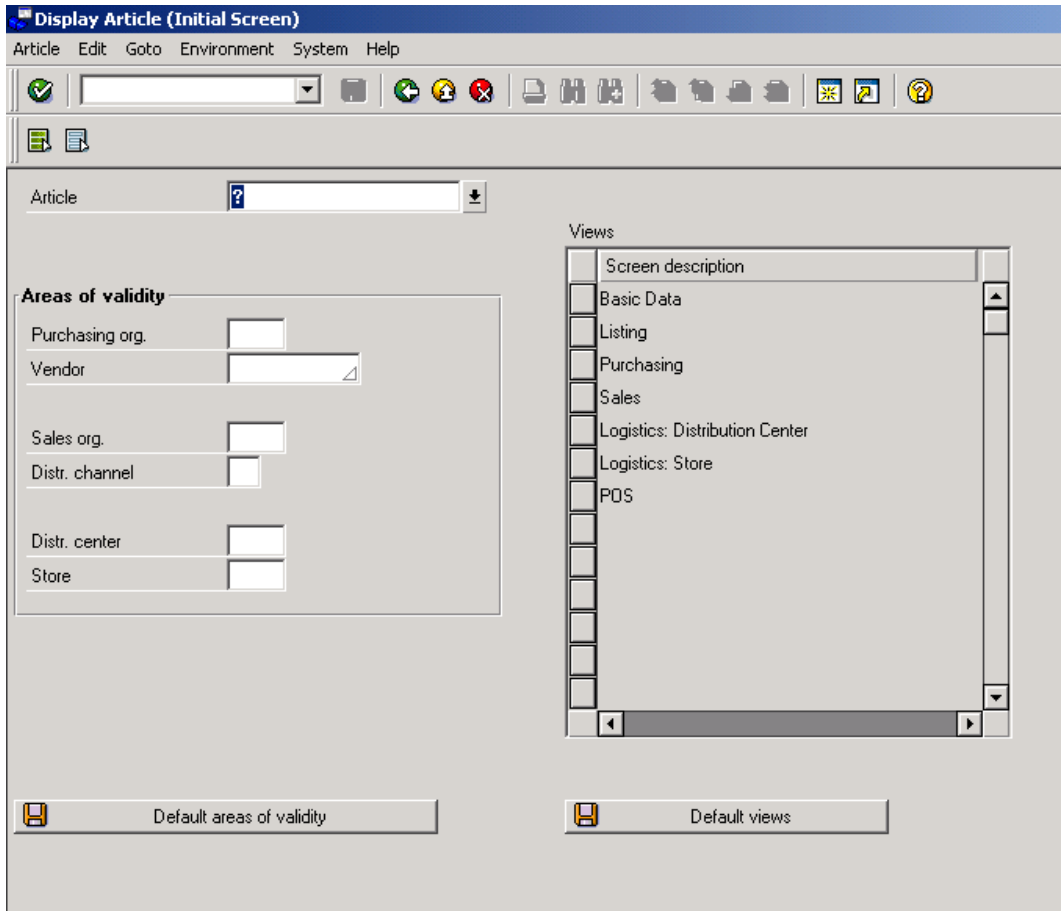 Display Article (Initial Screen)
Article Edit Goto Environment System Help
Article ?
Views
Screen description
Areas of validity
Basic Data
Purchasing org.
Listing
Vendor
Purchasing
Sales
Sales org.
Logistics: Distribution Center
Distr. channel
Logistics: Store
POS
Distr. center
Store
Default areas of validity
Default views